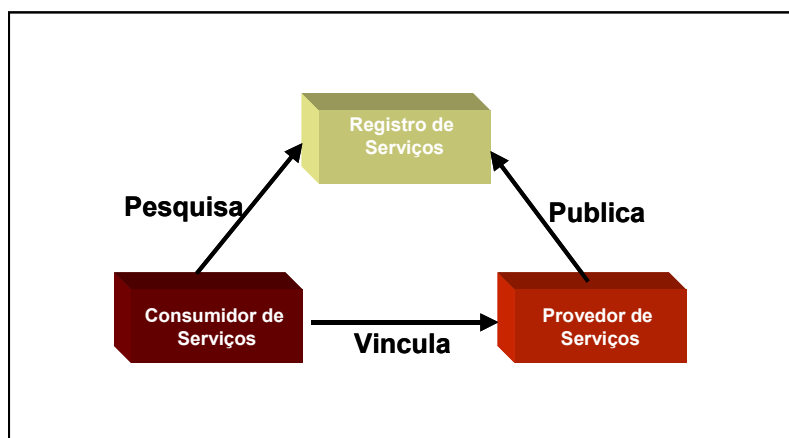 Registro de
Serviços
Pesquisa
Publica
Consumidor de
Serviços
Provedor de
Serviços
Vincula